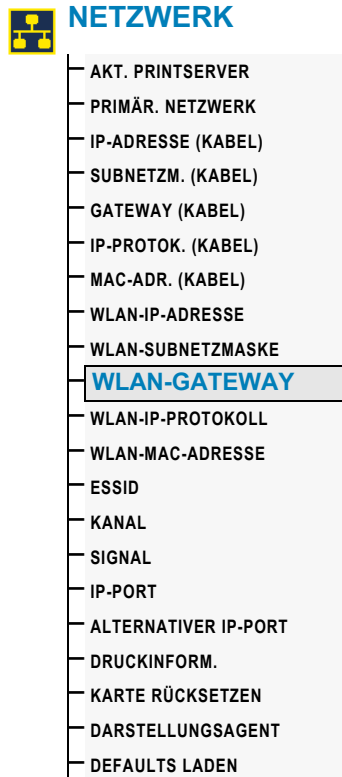 NETZWERK
AKT. PRINTSERVER
PRIMÄR. NETZWERK
IP-ADRESSE (KABEL)
SUBNETZM. (KABEL)
GATEWAY (KABEL)
IP-PROTOK. (KABEL)
MAC-ADR. (KABEL)
WLAN-IP-ADRESSE
WLAN-SUBNETZMASKE
WLAN-GATEWAY
WLAN-IP-PROTOKOLL
WLAN-MAC-ADRESSE
ESSID
KANAL
SIGNAL
IP-PORT
ALTERNATIVER IP-PORT
DRUCKINFORM.
KARTE RÜCKSETZEN
DARSTELLUNGSAGENT
DEFAULTS LADEN